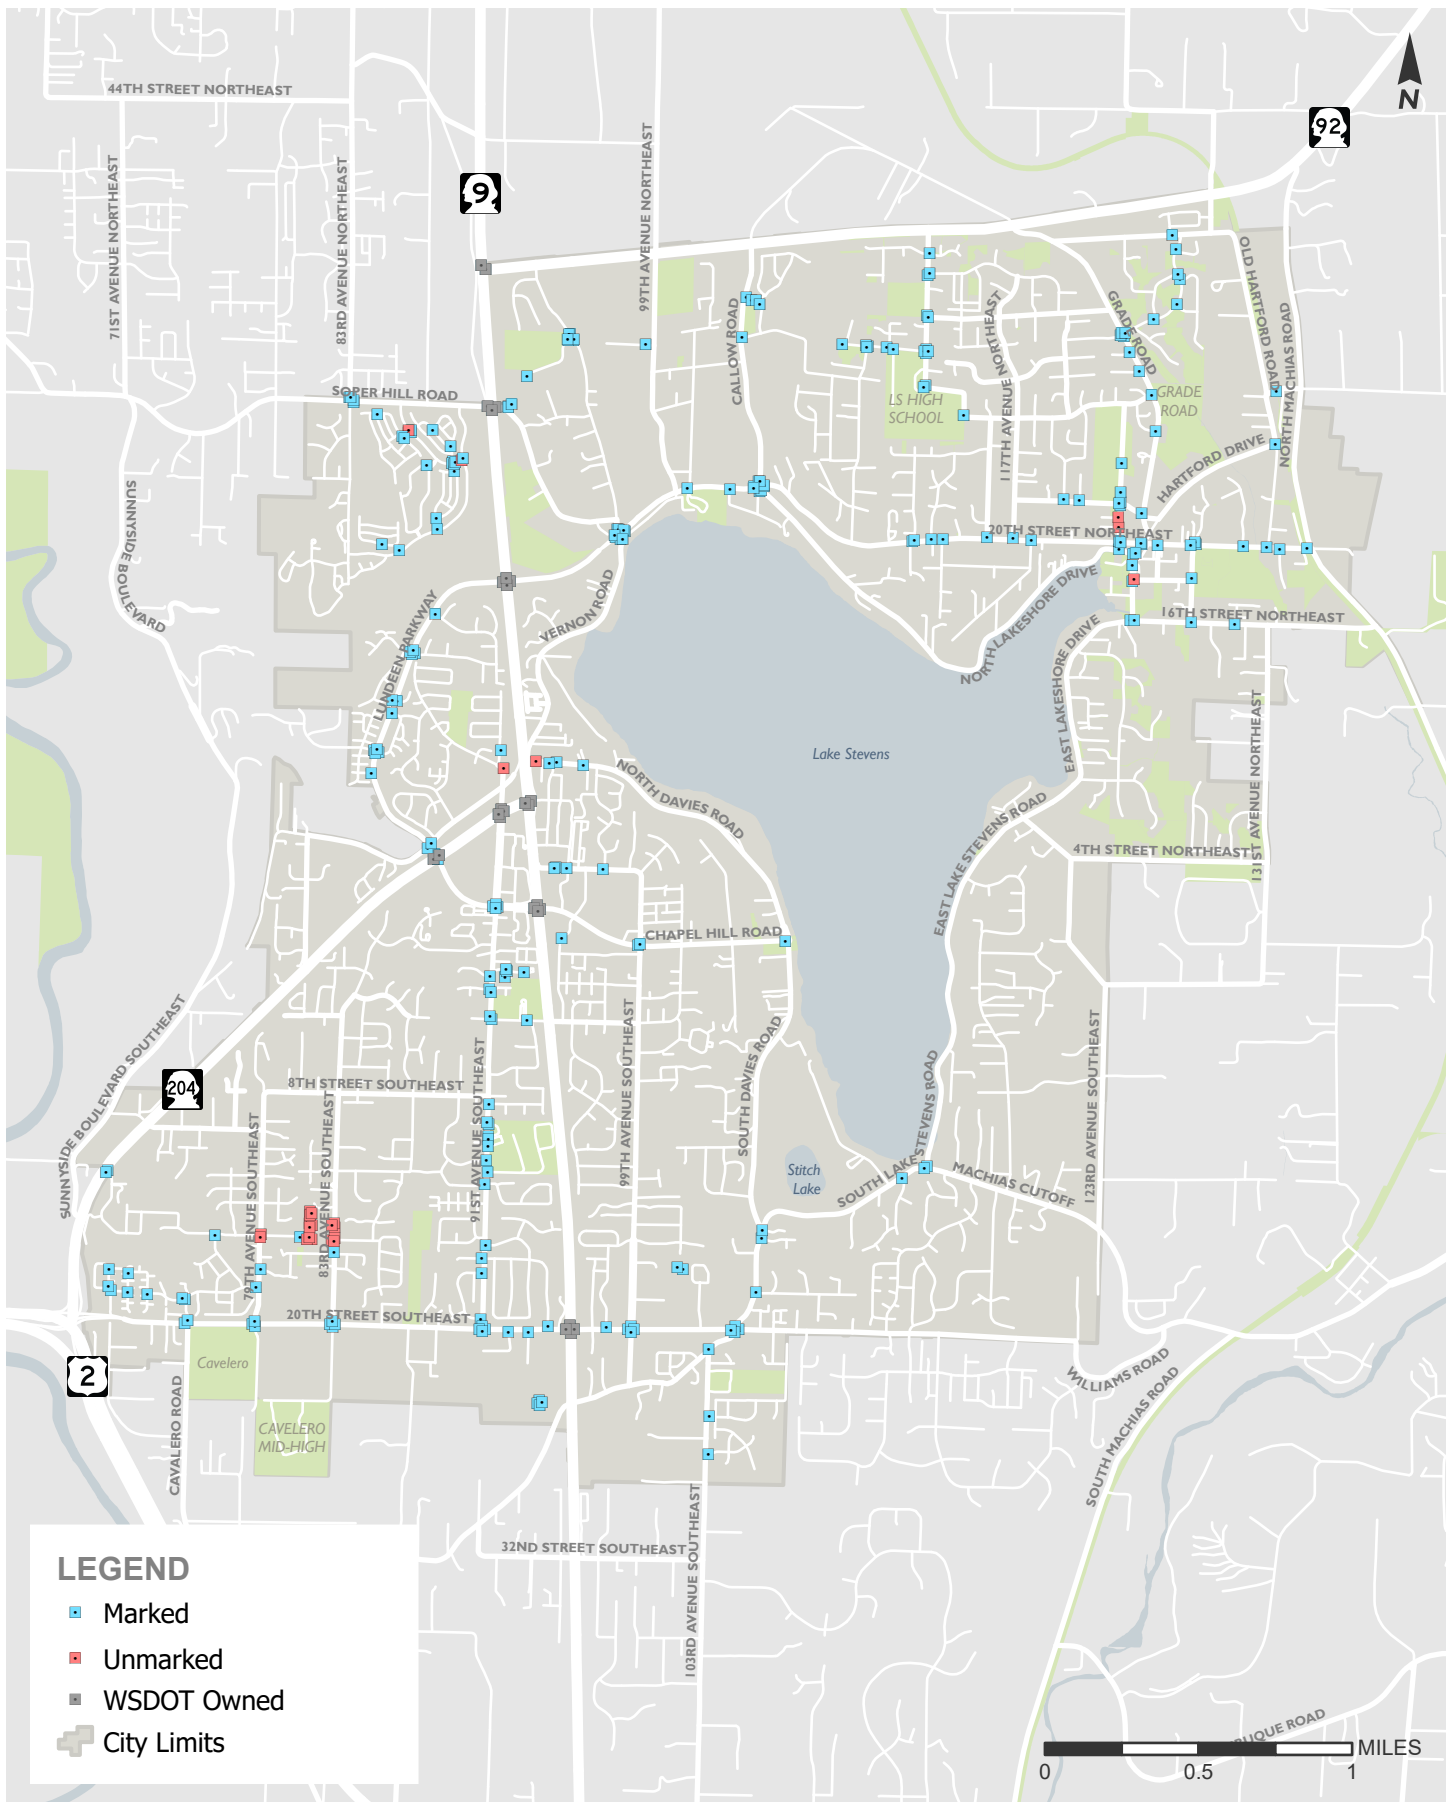 44TH STREET NORTHEAST
92
N
71ST AVENUE NORTHEAST
83RD AVENUE NORTHEAST
9
99TH AVENUE NORTHEAST
CALLOW ROAD
117TH AVENUE NORTHEAST
GRADE ROAD
OLD HARTFORD ROAD
NORTH MACHIAS ROAD
SOPER HILL ROAD
LS HIGH
SCHOOL
GRADE
ROAD
HARTFORD DRIVE
SUNNYSIDE BOULEVARD
20TH STREET NORTHEAST
LUNDEEN PARKWAY
VERNON ROAD
NORTH LAKESHORE DRIVE
16TH STREET NORTHEAST
EAST LAKESHORE DRIVE
131ST AVENUE NORTHEAST
Lake Stevens
NORTH DAVIES ROAD
EAST LAKE STEVENS ROAD
4TH STREET NORTHEAST
CHAPEL HILL ROAD
SUNNYSIDE BOULEVARD SOUTHEAST
204
8TH STREET SOUTHEAST
91ST AVENUE SOUTHEAST
99TH AVENUE SOUTHEAST
SOUTH DAVIES ROAD
123RD AVENUE SOUTHEAST
79TH AVENUE SOUTHEAST
83RD AVENUE SOUTHEAST
Stitch
Lake
SOUTH LAKE STEVENS ROAD
MACHIAS CUTOFF
20TH STREET SOUTHEAST
2
Cavelero
CAVALERO ROAD
CAVELERO
MID-HIGH
WILLIAMS ROAD
SOUTH MACHIAS ROAD
32ND STREET SOUTHEAST
103RD AVENUE SOUTHEAST
LEGEND
Marked
Unmarked
WSDOT Owned
City Limits
MILES
0 0.5 1